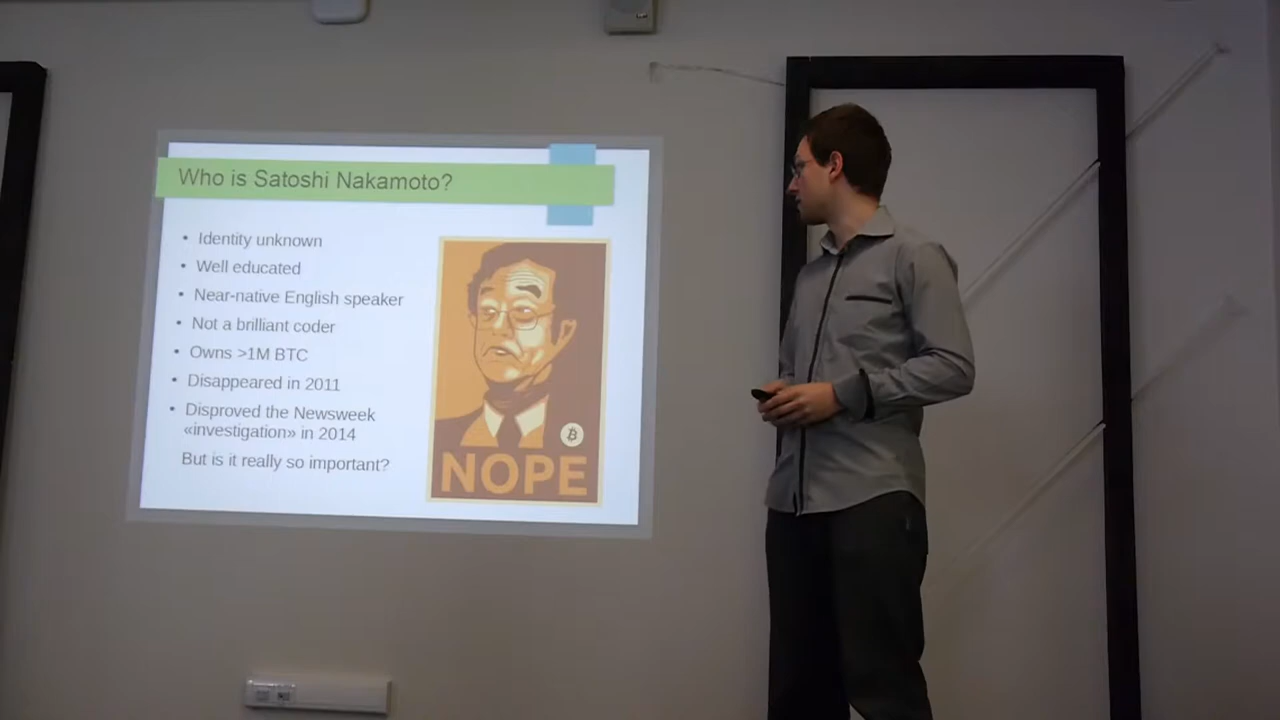 Who is Satoshi Nakamoto?
• Identity unknown
• Well educated
• Near-native English speaker
• Not a brilliant coder
• Owns >1M BTC
• Disappeared in 2011
• Disproved the Newsweek
«investigation» in 2014
But is it really so important?
₿
NOPE